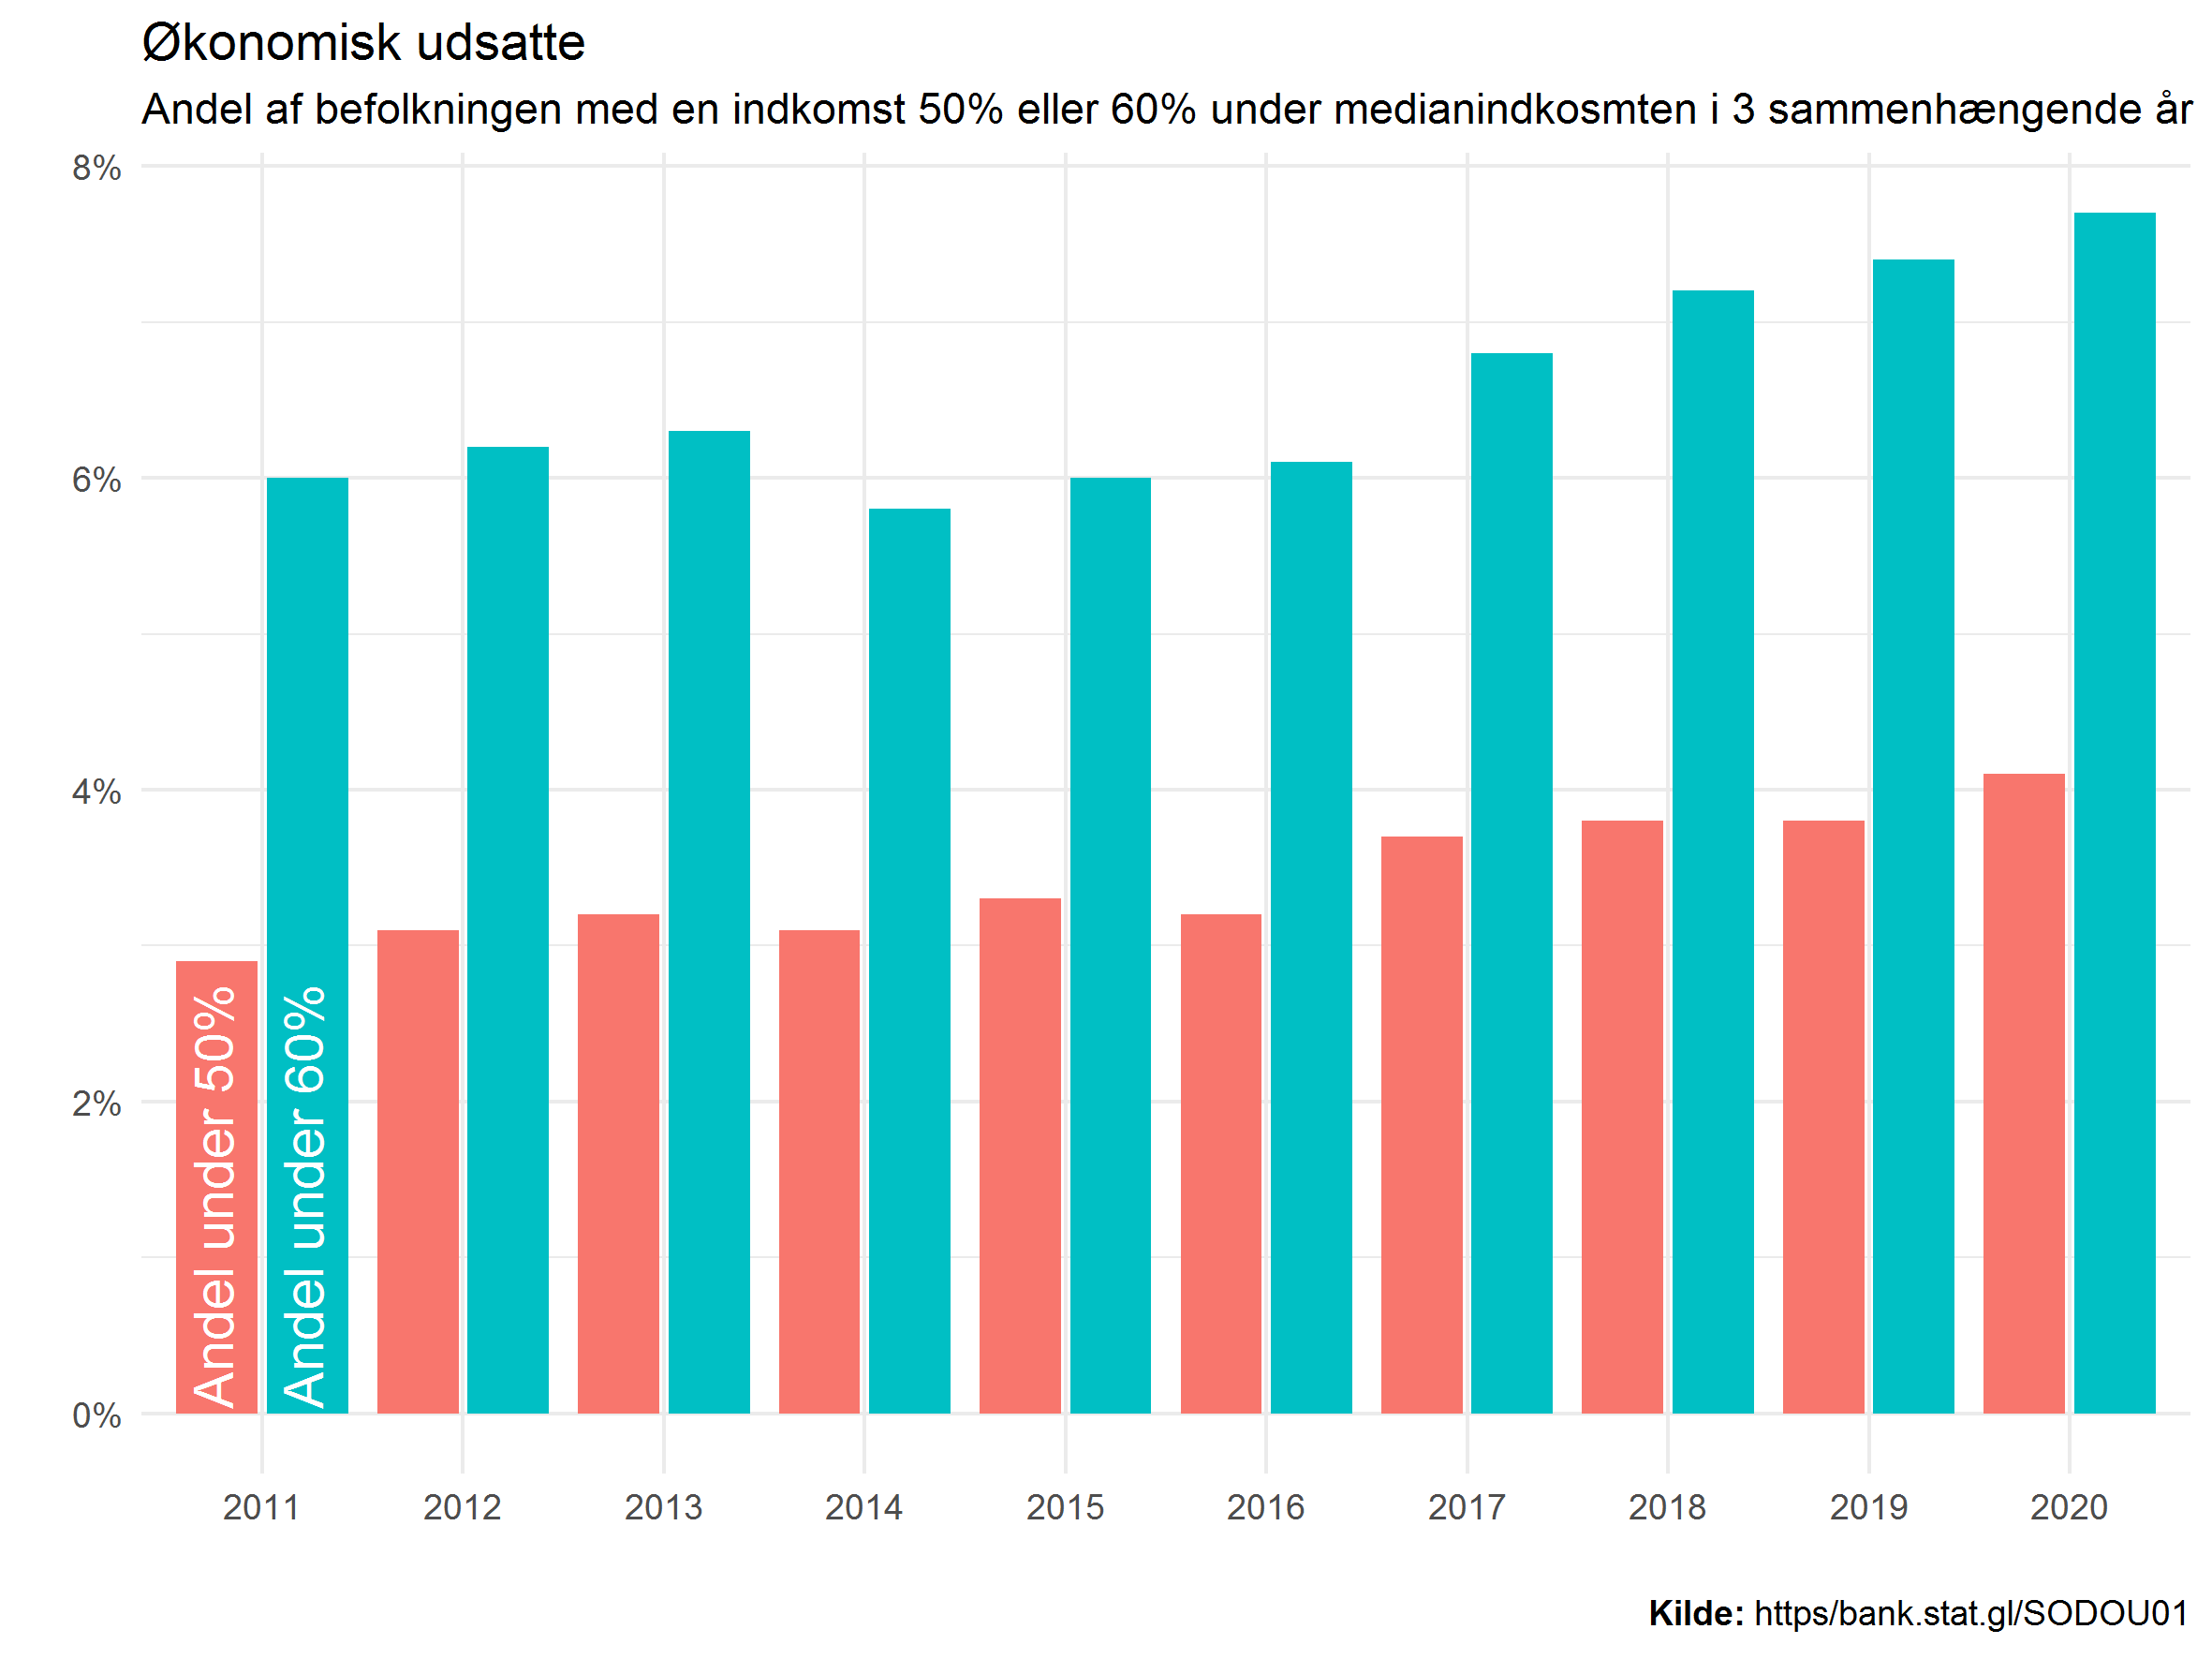 Økonomisk udsatte
Andel af befolkningen med en indkomst 50% eller 60% under medianindkosmten i 3 sammenhængende år
8%
6%
4%
2%
0%
Andel under 50%
Andel under 60%
2011 2012 2013 2014 2015 2016 2017 2018 2019 2020
Kilde: https/bank.stat.gl/SODOU01